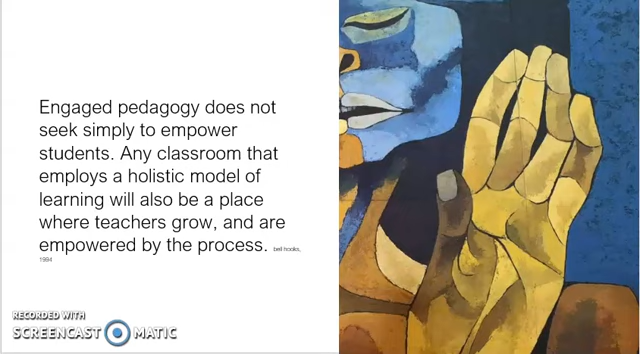 Engaged pedagogy does not
seek simply to empower
students. Any classroom that
employs a holistic model of
learning will also be a place
where teachers grow, and are
empowered by the process. bell hooks,
1994
RECORDED WITH
SCREENCAST MATIC